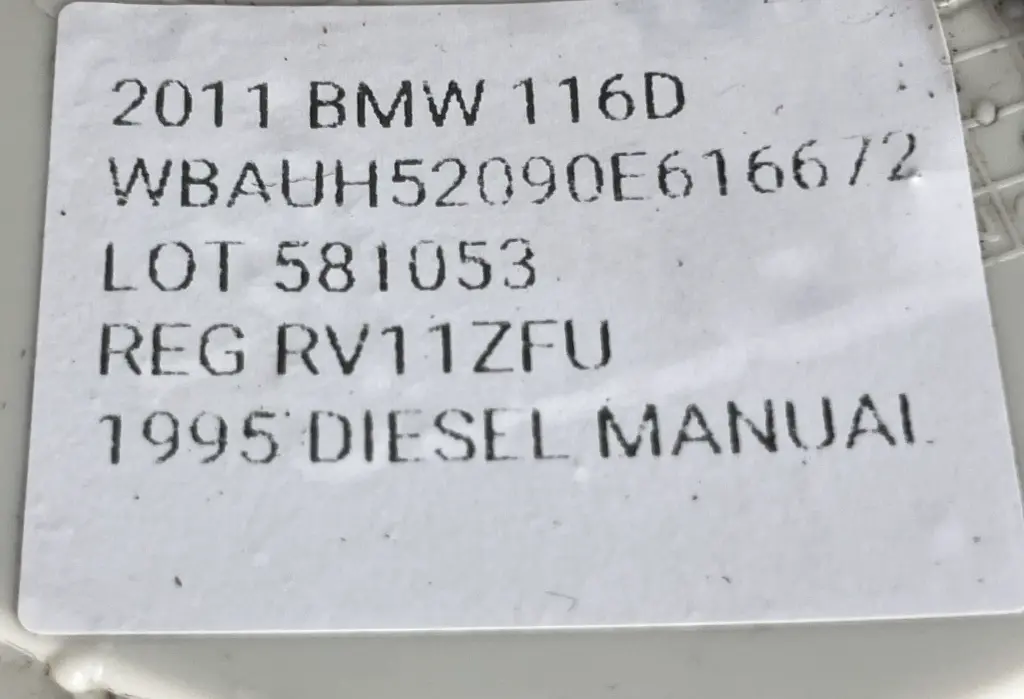 2011 BMW 116D
WBAUH52090E616672
LOT 581053
REG RV11ZFU
1995 DIESEL MANUAL